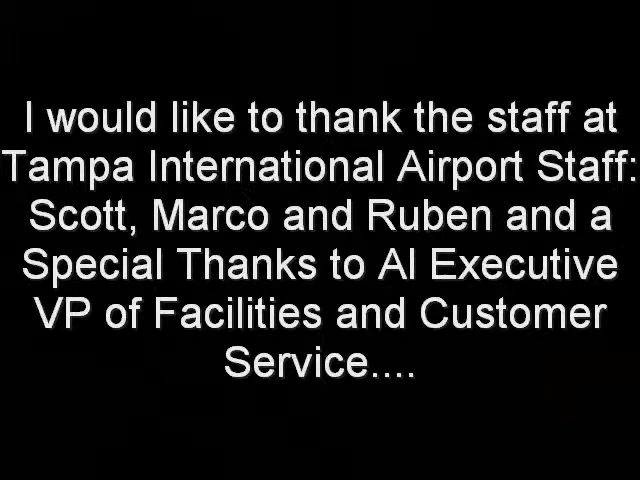 I would like to thank the staff at
Tampa International Airport Staff:
Scott, Marco and Ruben and a
Special Thanks to Al Executive
VP of Facilities and Customer
Service....